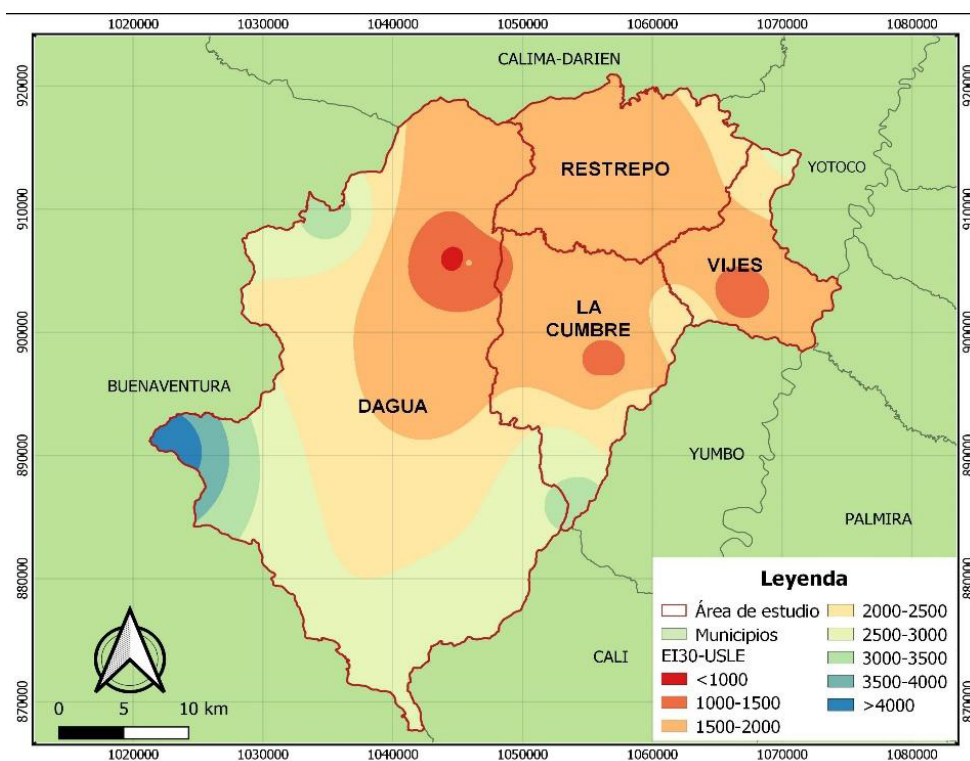 1020000 1030000 1040000 1050000 1060000 1070000 1080000
920000 920000
910000 910000
900000 900000
890000 890000
880000 880000
870000 870000
CALIMA-DARIEN
RESTREPO
YOTOCO
VIJES
LA
CUMBRE
BUENAVENTURA
DAGUA
YUMBO
PALMIRA
CALI
Leyenda
Área de estudio
Municipios
EI30-USLE
<1000
1000-1500
1500-2000
2000-2500
2500-3000
3000-3500
3500-4000
>4000
0 5 10 km
1020000 1030000 1040000 1050000 1060000 1070000 1080000